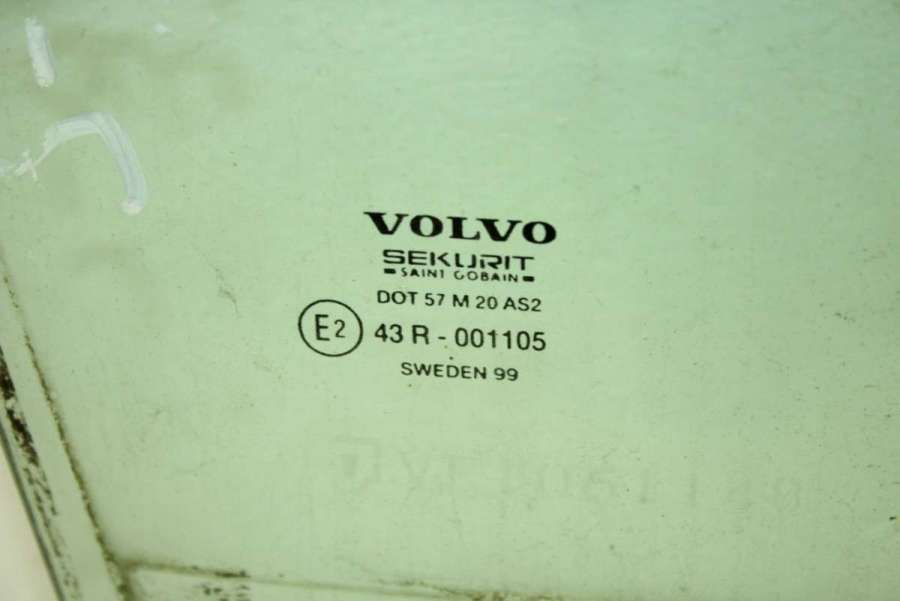 VOLVO
SEKURIT
SAINT GOBAIN
DOT 57 M 20 AS2
E2 43 R - 001105
SWEDEN 99